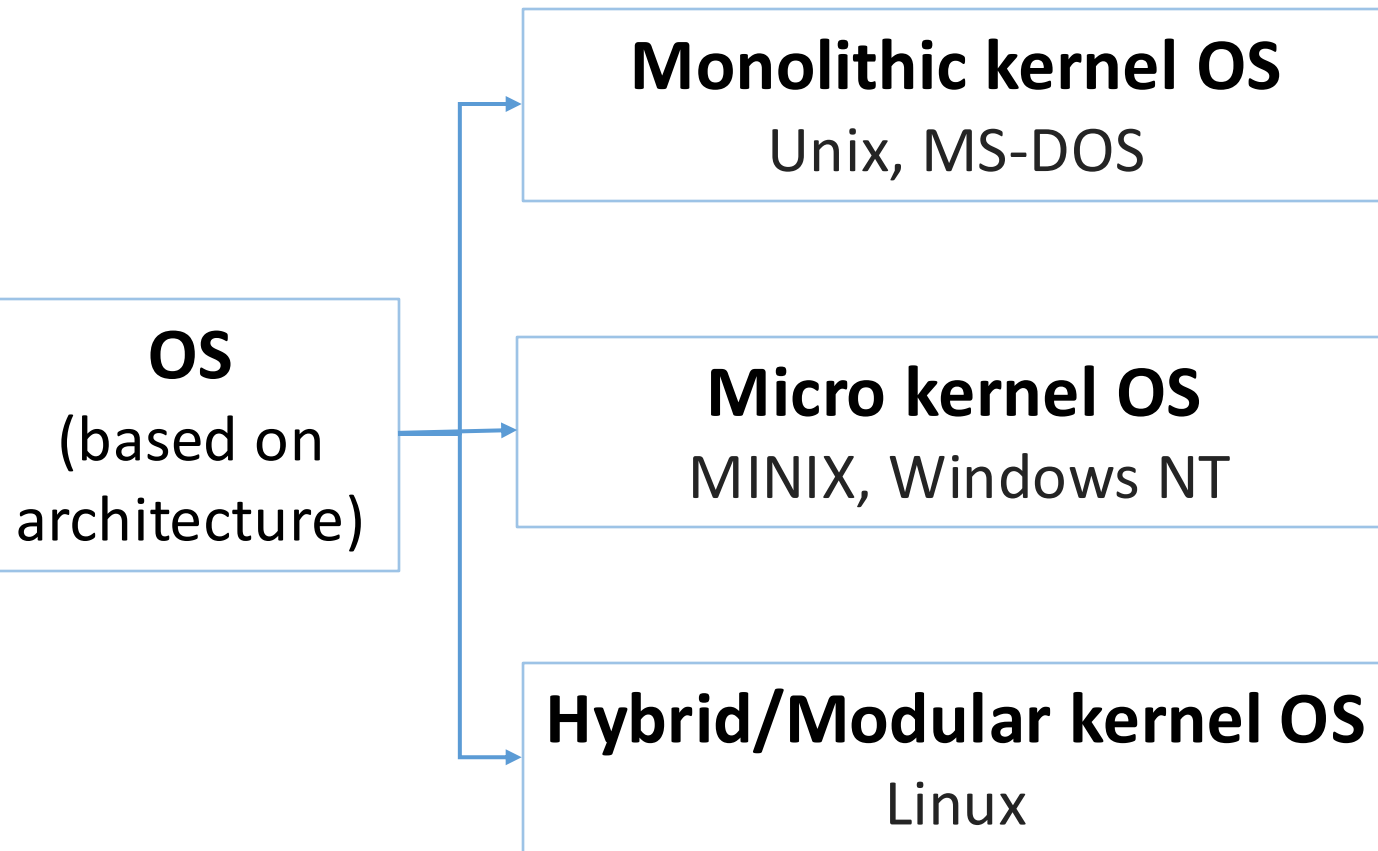 Monolithic kernel OS
Unix, MS-DOS
OS
(based on
architecture)
Micro kernel OS
MINIX, Windows NT
Hybrid/Modular kernel OS
Linux